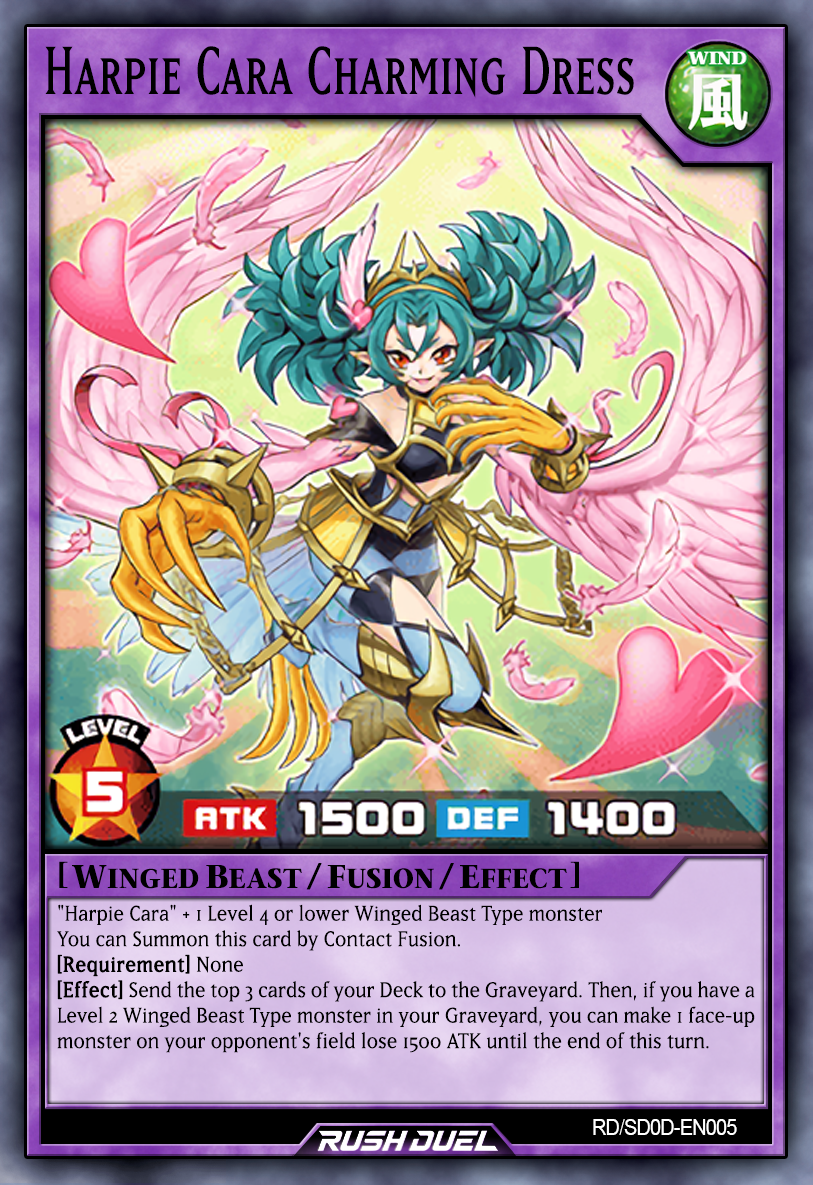 Harpie Cara Charming Dress
WIND
風
LEVEL
5
ATK 1500 DEF 1400
[Winged Beast / Fusion / Effect]
"Harpie Cara" + 1 Level 4 or lower Winged Beast Type monster
You can Summon this card by Contact Fusion.
[Requirement] None
[Effect] Send the top 3 cards of your Deck to the Graveyard. Then, if you have a
Level 2 Winged Beast Type monster in your Graveyard, you can make 1 face-up
monster on your opponent's field lose 1500 ATK until the end of this turn.
RD/SD0D-EN005
RUSH DUEL